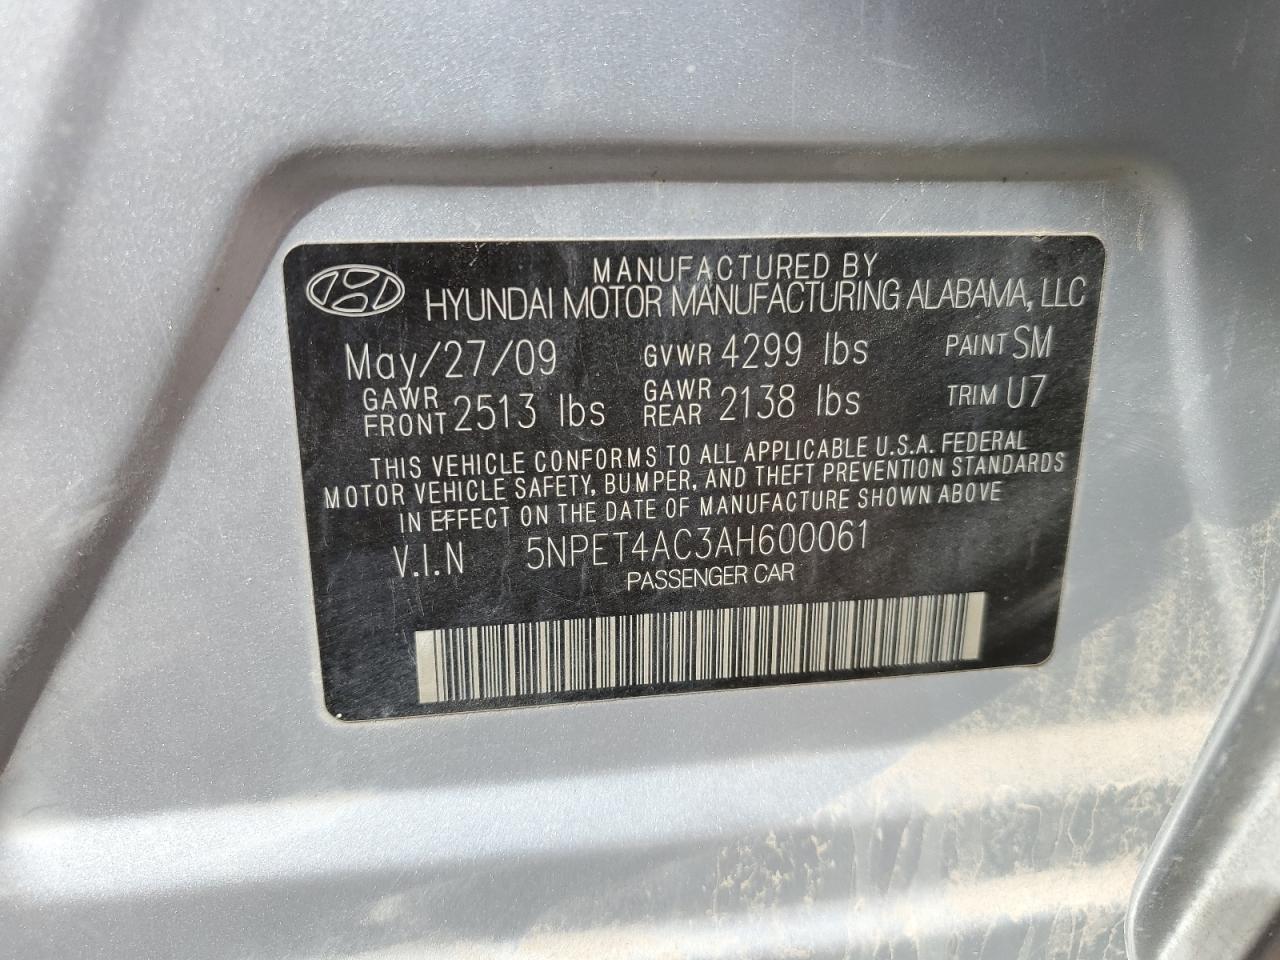 MANUFACTURED BY
HYUNDAI MOTOR MANUFACTURING ALABAMA, LLC
May/27/09 GVWR 4299 lbs PAINT SM
GAWR FRONT 2513 lbs GAWR REAR 2138 lbs TRIM U7
THIS VEHICLE CONFORMS TO ALL APPLICABLE U.S.A. FEDERAL
MOTOR VEHICLE SAFETY, BUMPER, AND THEFT PREVENTION STANDARDS
IN EFFECT ON THE DATE OF MANUFACTURE SHOWN ABOVE
V.I.N 5NPET4AC3AH600061
PASSENGER CAR